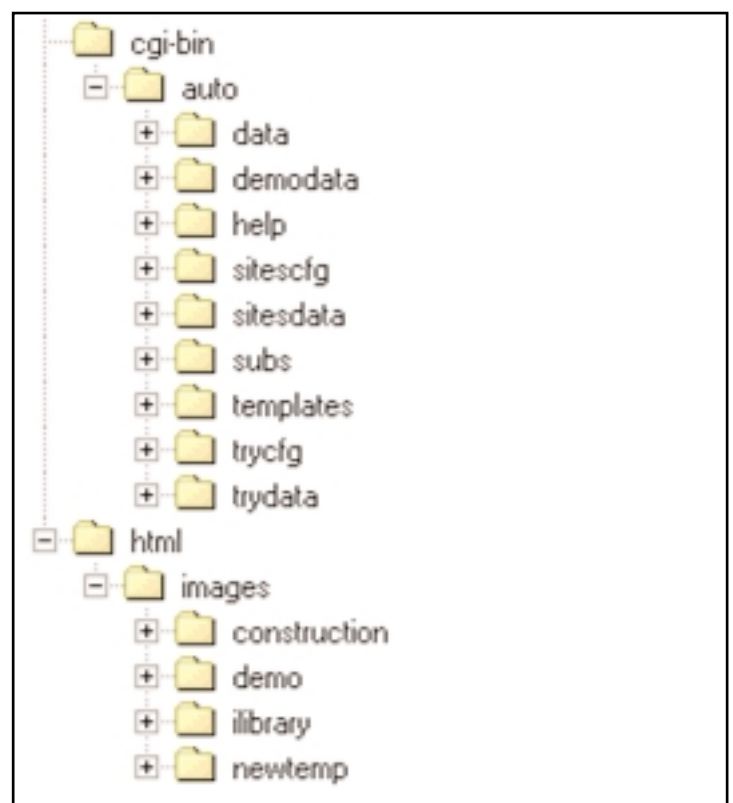 cgi-bin
auto
data
demodata
help
sitescfg
sitesdata
subs
templates
trycfg
trydata
html
images
construction
demo
ilibrary
newtemp